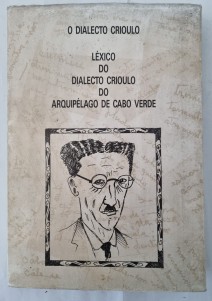 O DIALECTO CRIOULO
LÉXICO
DO
DIALECTO CRIOULO
DO
ARQUIPÉLAGO DE CABO VERDE